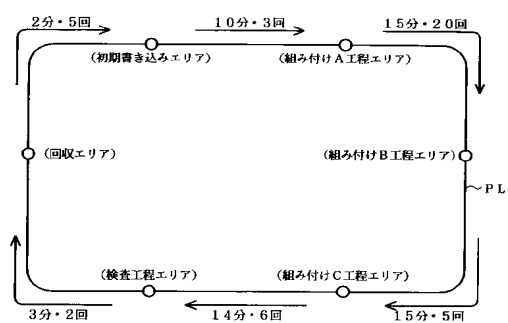 2分・5回
10分・3回
15分・20回
(初期書き込みエリア)
(組み付けA工程エリア)
(回収エリア)
(組み付けB工程エリア)
PL
(検査工程エリア)
(組み付けC工程エリア)
3分・2回
14分・6回
15分・5回